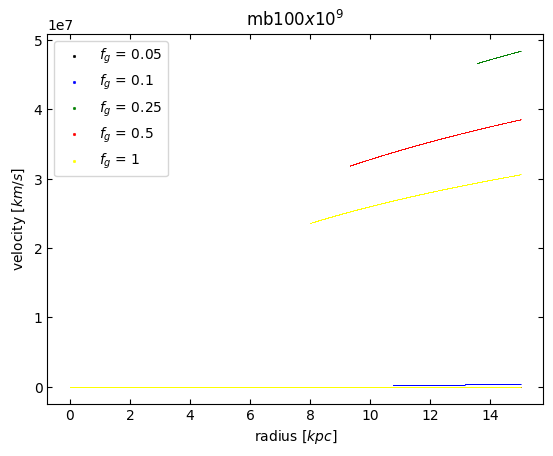 mb100x10^9
1e7
f_g = 0.05
f_g = 0.1
f_g = 0.25
f_g = 0.5
f_g = 1
velocity [km/s]
5
4
3
2
1
0
0 2 4 6 8 10 12 14
radius [kpc]